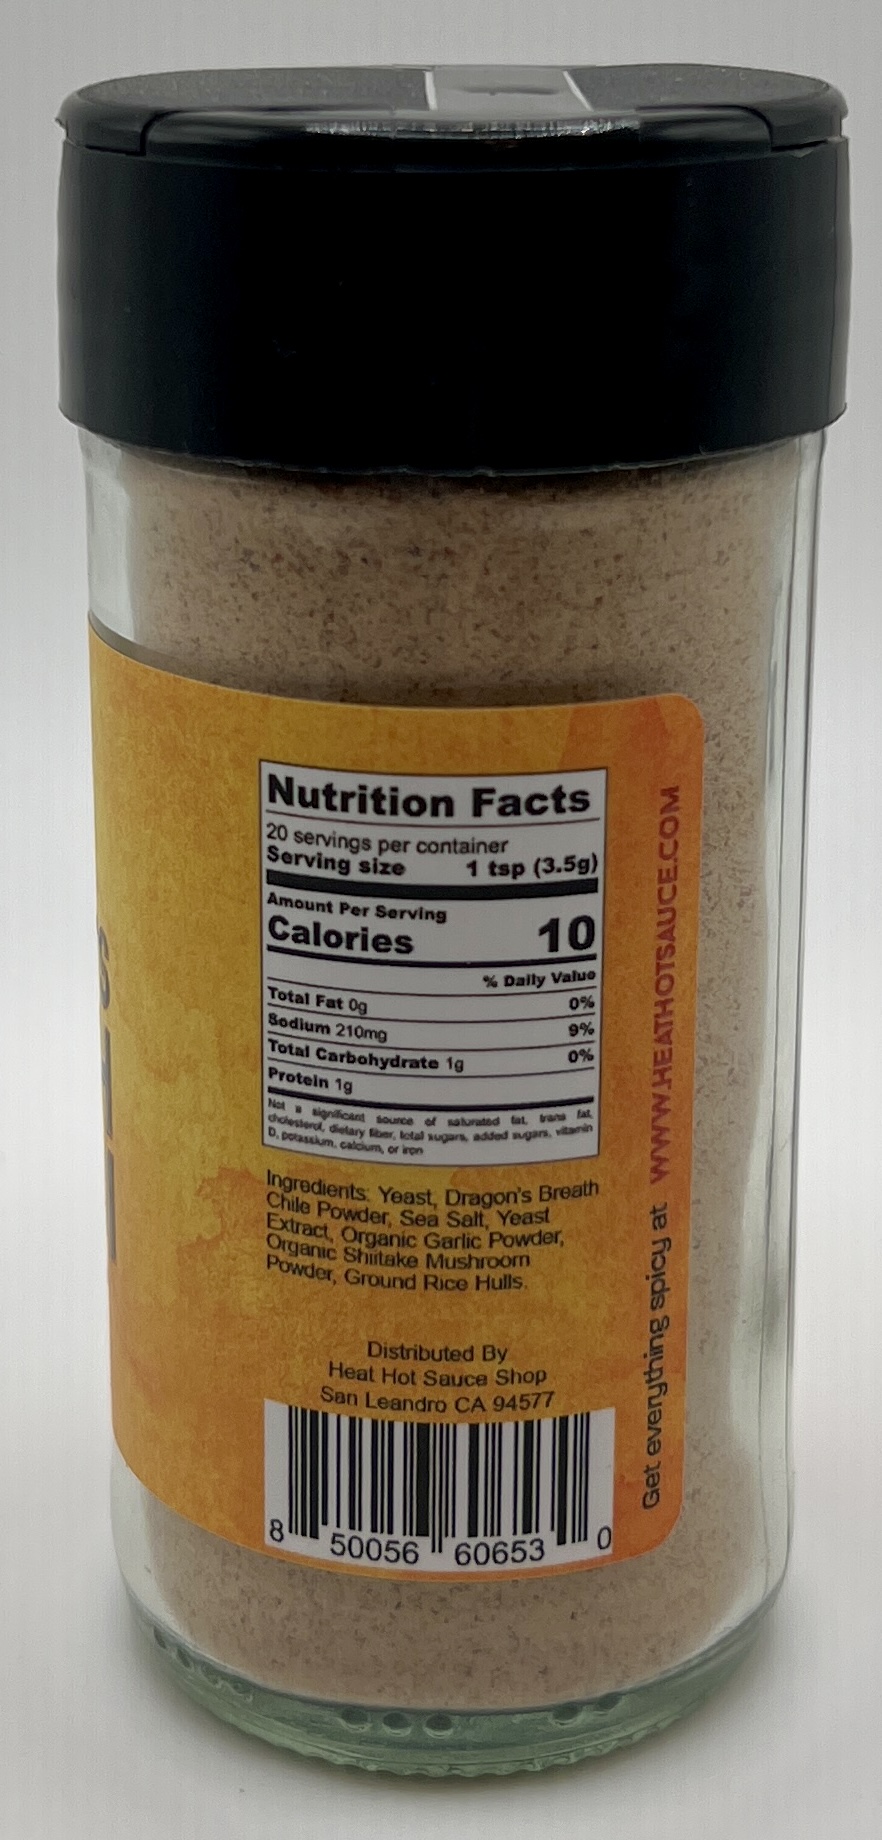 Nutrition Facts
20 servings per container
Serving size 1 tsp (3.5g)
Amount Per Serving
Calories 10
% Daily Value
Total Fat 0g 0%
Sodium 210mg 9%
Total Carbohydrate 1g 0%
Protein 1g
Not a significant source of saturated fat, trans fat,
cholesterol, dietary fiber, total sugars, added sugars, vitamin
D, potassium, calcium, or iron
Ingredients: Yeast, Dragon's Breath
Chile Powder, Sea Salt, Yeast
Extract, Organic Garlic Powder,
Organic Shiitake Mushroom
Powder, Ground Rice Hulls.
Distributed By
Heat Hot Sauce Shop
San Leandro CA 94577
8 50056 60653 0
Get everything spicy at WWW.HEATHOTSAUCE.COM